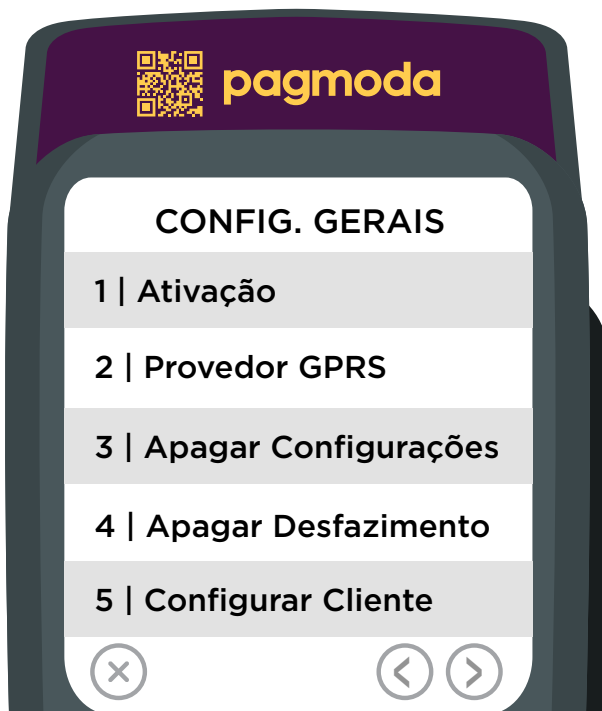 pagmoda
CONFIG. GERAIS
1 | Ativação
2 | Provedor GPRS
3 | Apagar Configurações
4 | Apagar Desfazimento
5 | Configurar Cliente